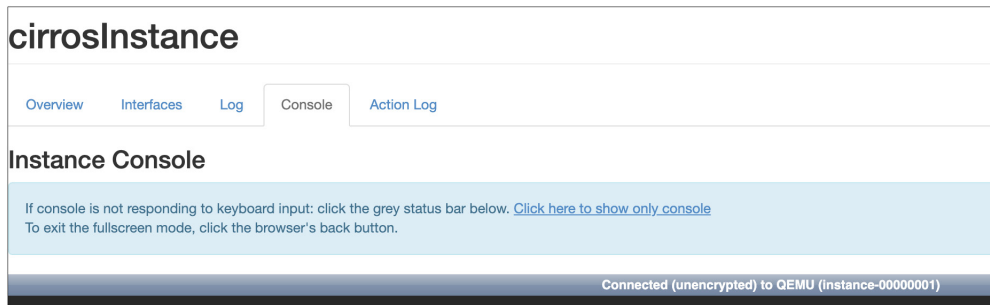 cirrosInstance
Overview Interfaces Log Console Action Log
Instance Console
If console is not responding to keyboard input: click the grey status bar below. Click here to show only console
To exit the fullscreen mode, click the browser's back button.
Connected (unencrypted) to QEMU (instance-00000001)